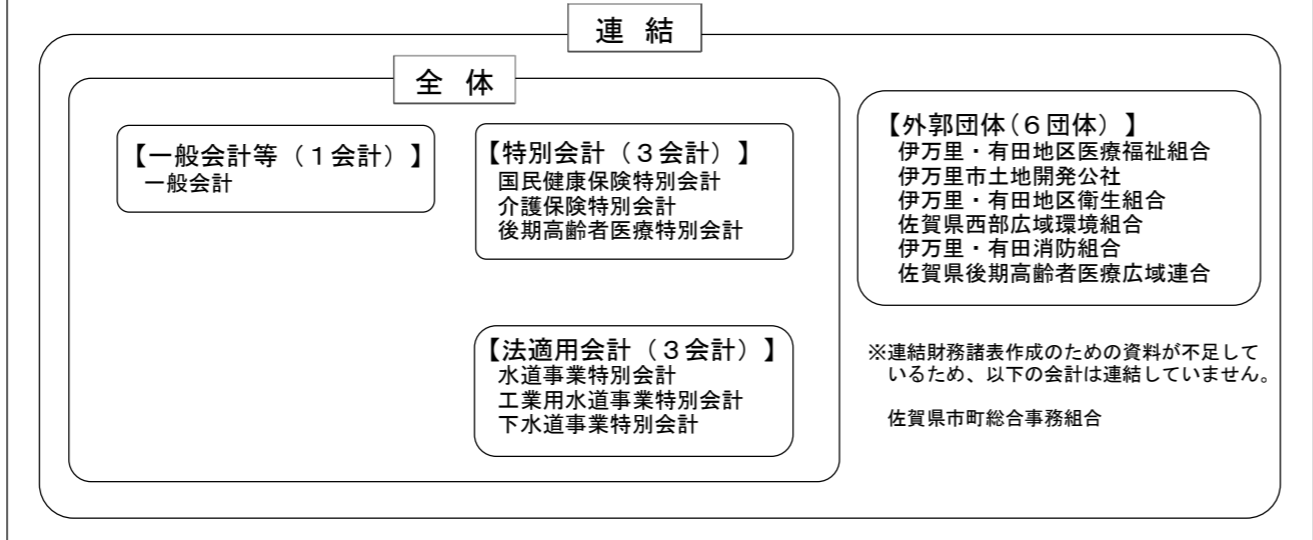 連 結
全 体
【一般会計等（１会計）】
一般会計
【特別会計（３会計）】
国民健康保険特別会計
介護保険特別会計
後期高齢者医療特別会計
【法適用会計（３会計）】
水道事業特別会計
工業用水道事業特別会計
下水道事業特別会計
【外郭団体（６団体）】
伊万里・有田地区医療福祉組合
伊万里市土地開発公社
伊万里・有田地区衛生組合
佐賀県西部広域環境組合
伊万里・有田消防組合
佐賀県後期高齢者医療広域連合
※連結財務諸表作成のための資料が不足して
いるため、以下の会計は連結していません。
佐賀県市町総合事務組合